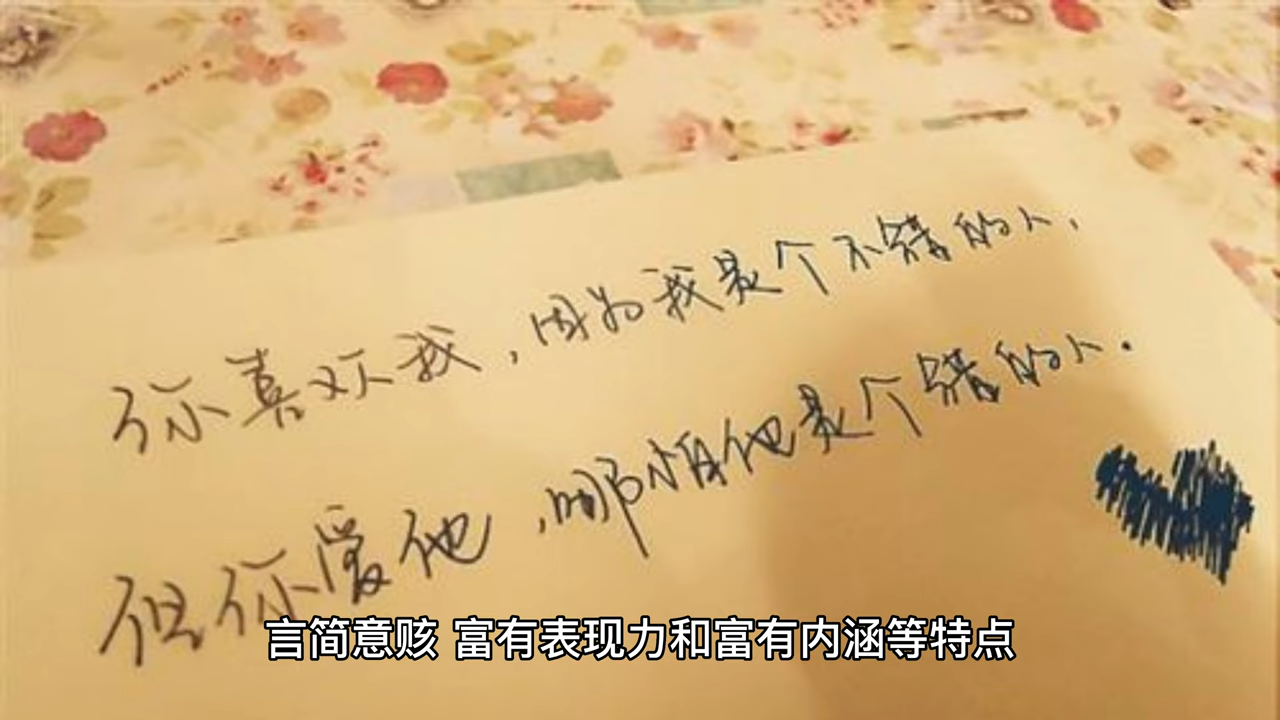 你喜欢我,因为我是个不错的人,
但你爱他,哪怕他是个错的人.
言简意赅 富有表现力和富有内涵等特点